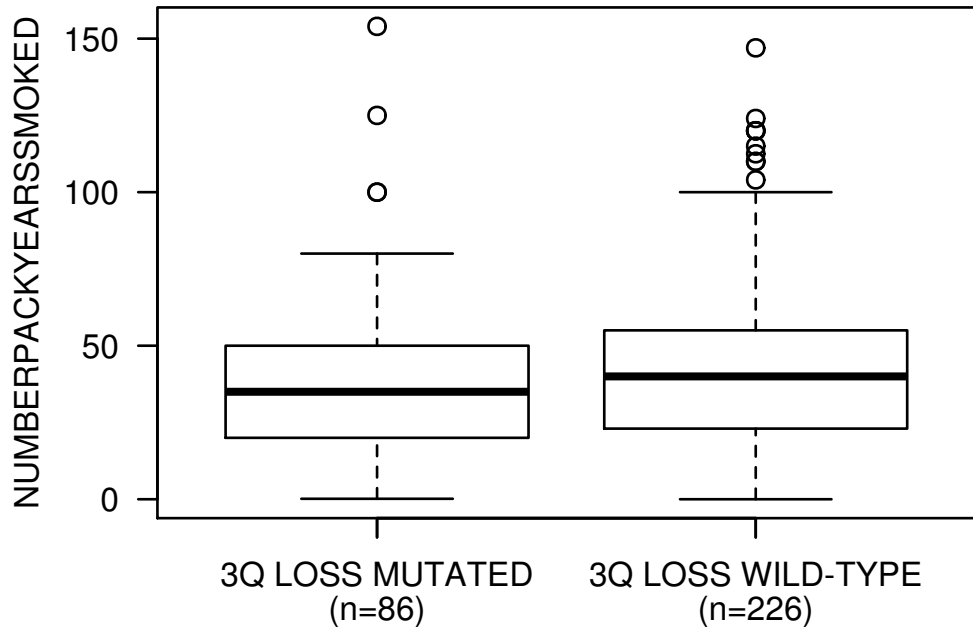 NUMBERPACKYEARSSMOKED
150
100
50
0
3Q LOSS MUTATED
(n=86)
3Q LOSS WILD-TYPE
(n=226)